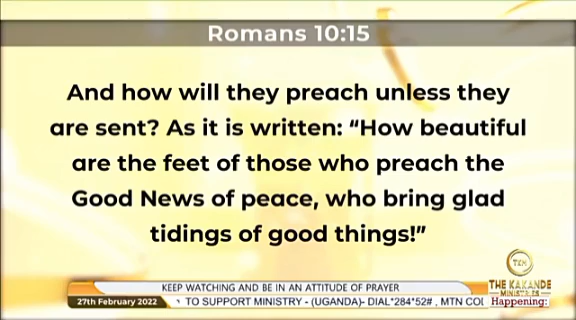 Romans 10:15
And how will they preach unless they
are sent? As it is written: “How beautiful
are the feet of those who preach the
Good News of peace, who bring glad
tidings of good things!”
TKM
THE KAKANDE
MINISTRIES
KEEP WATCHING AND BE IN AN ATTITUDE OF PRAYER
27th February 2022
TO SUPPORT MINISTRY - (UGANDA)- DIAL*284*52# , MTN COI
Happening: